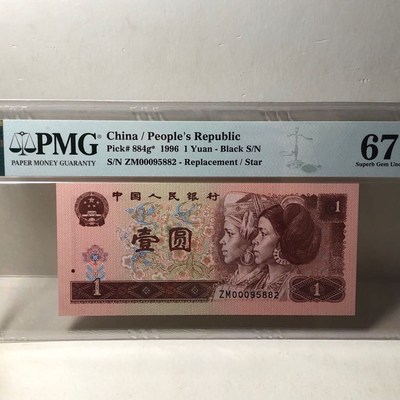 PMG
PAPER MONEY GUARANTY
China / People's Republic
Pick# 884g* 1996 1 Yuan - Black S/N
S/N ZM00095882 - Replacement / Star
67
Superb Gem Unc
中国人民银行
1
壹圆
1
ZM00095882
1